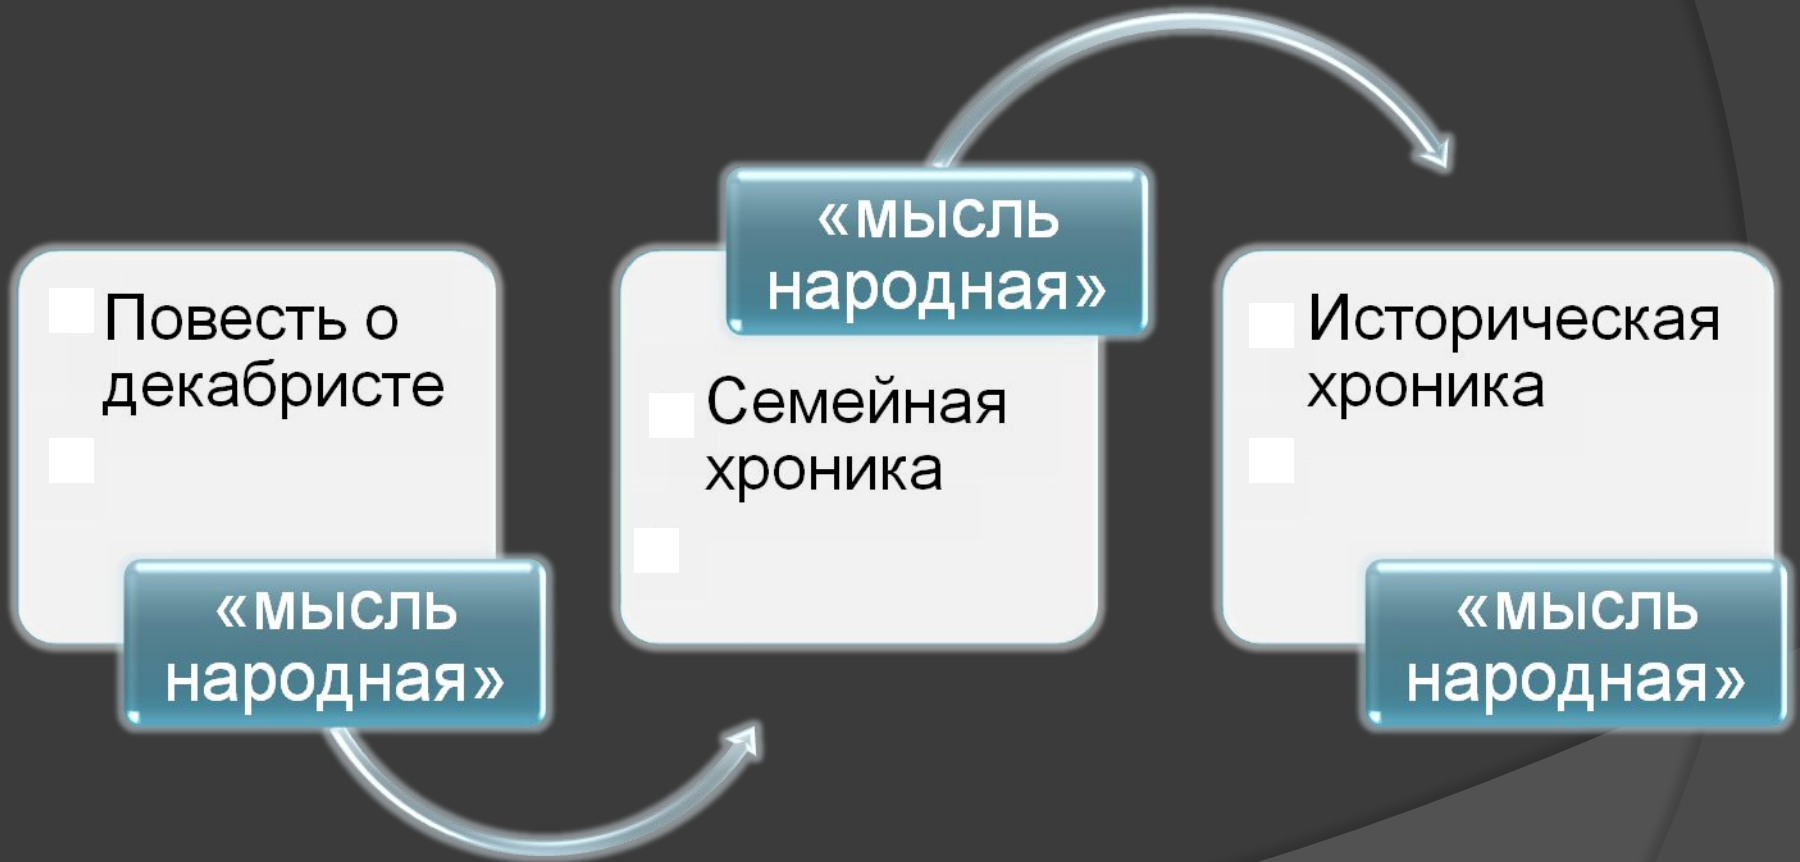 Повесть о
декабристе
«мысль
народная»
«мысль
народная»
Семейная
хроника
Историческая
хроника
«мысль
народная»